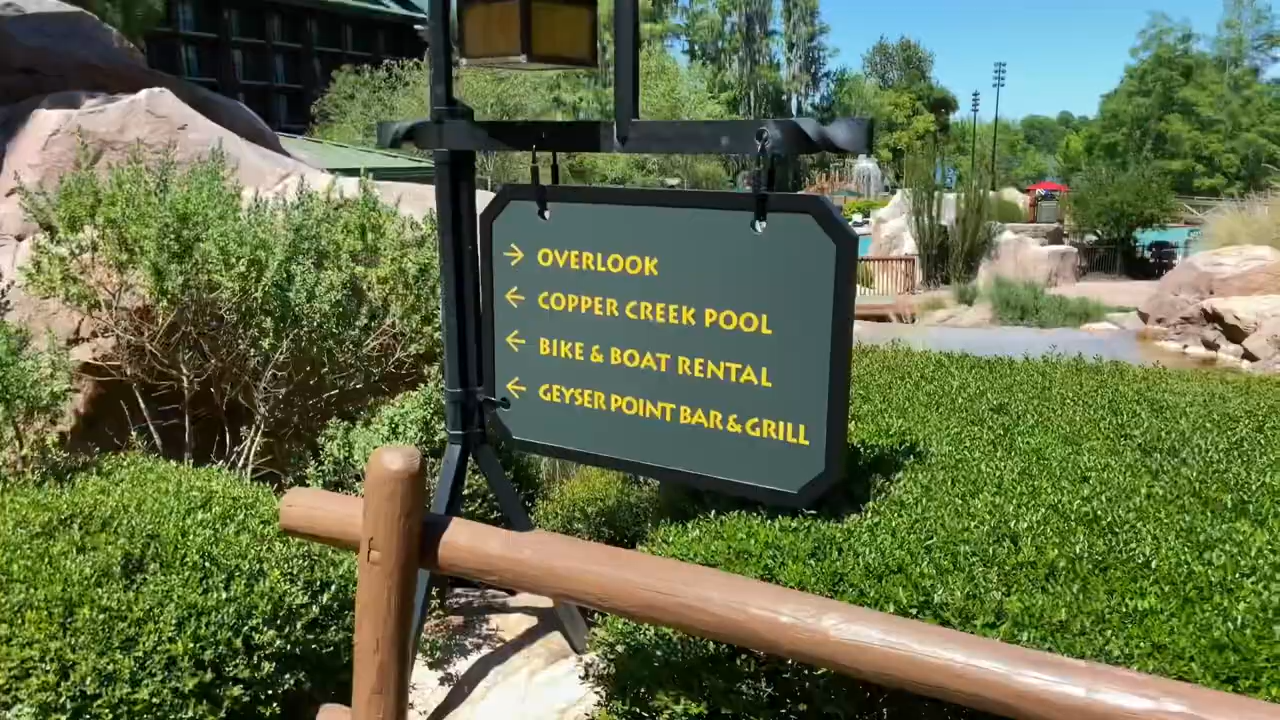 → OVERLOOK
← COPPER CREEK POOL
← BIKE & BOAT RENTAL
← GEYSER POINT BAR & GRILL